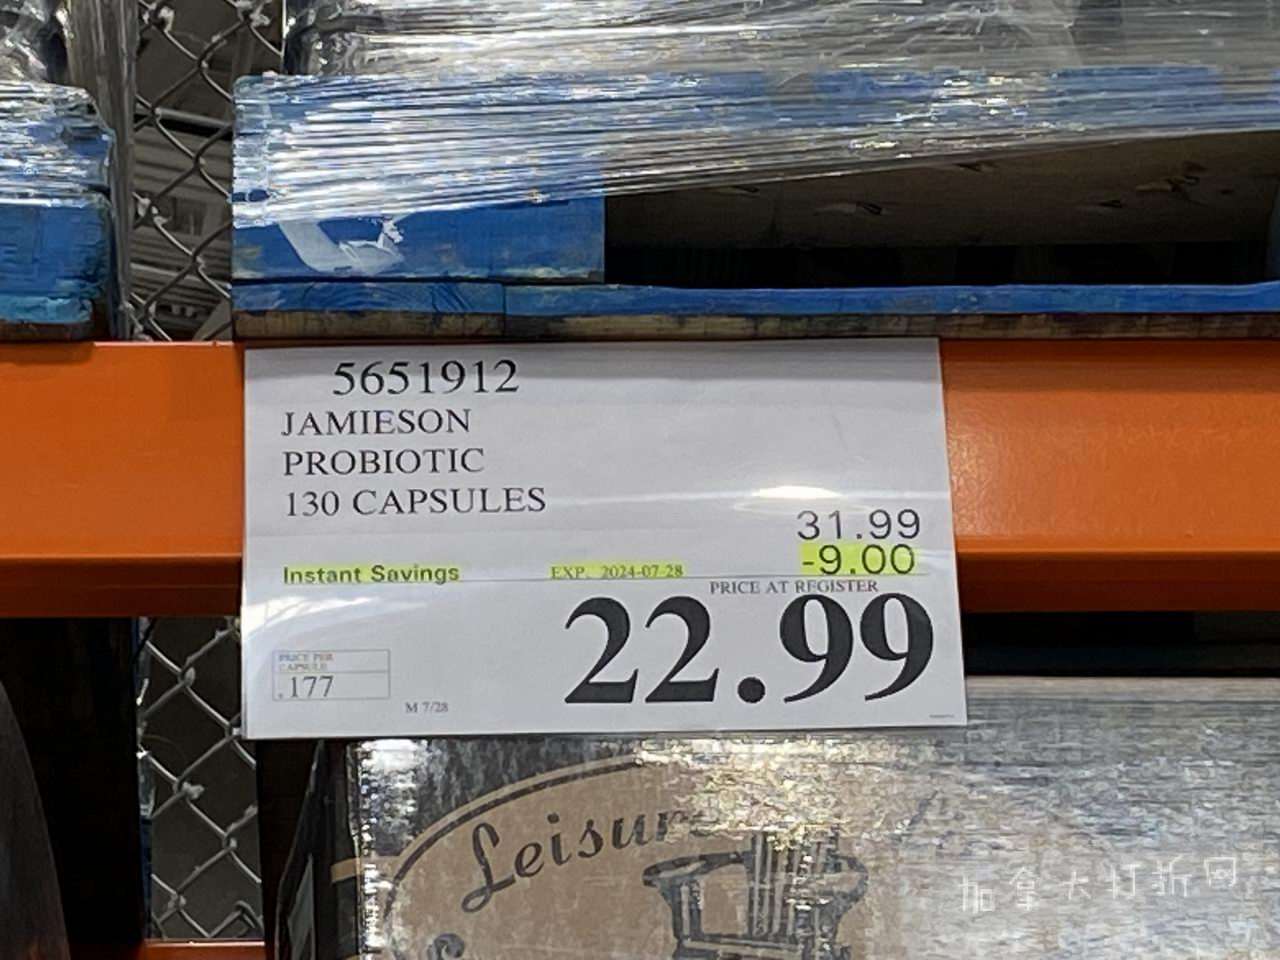 5651912
JAMIESON
PROBIOTIC
130 CAPSULES
31.99
-9.00
Instant Savings EXP. 2024-07-28
PRICE AT REGISTER
22.99
PRICE PER
CAPSULE
.177
M 7/28
Leisure
加拿大打折网